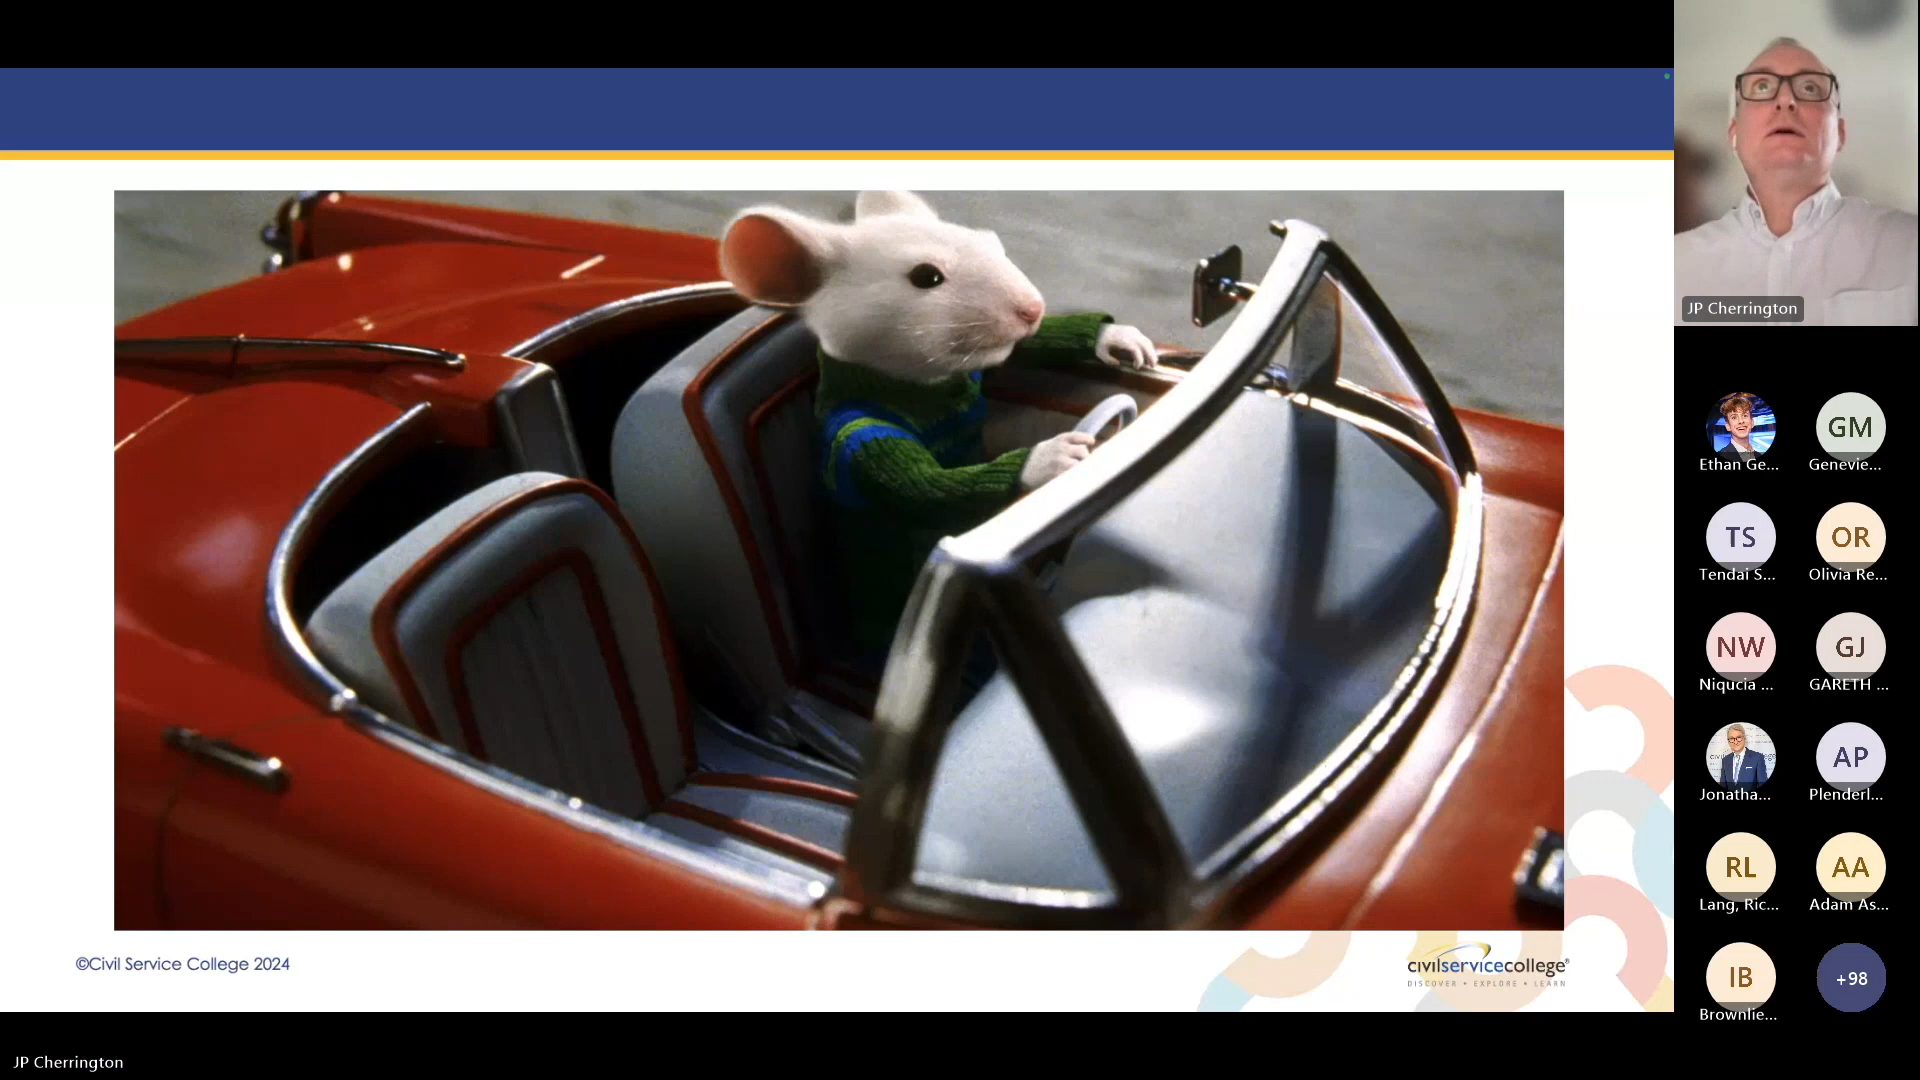 JP Cherrington
Ethan Ge...
GM
Genevie...
TS
Tendai S...
OR
Olivia Re...
NW
Niqucia ...
GJ
GARETH ...
Jonatha...
AP
Plenderl...
RL
Lang, Ric...
AA
Adam As...
IB
Brownlie...
+98
©Civil Service College 2024
civilservicecollege®
DISCOVER • EXPLORE • LEARN
JP Cherrington